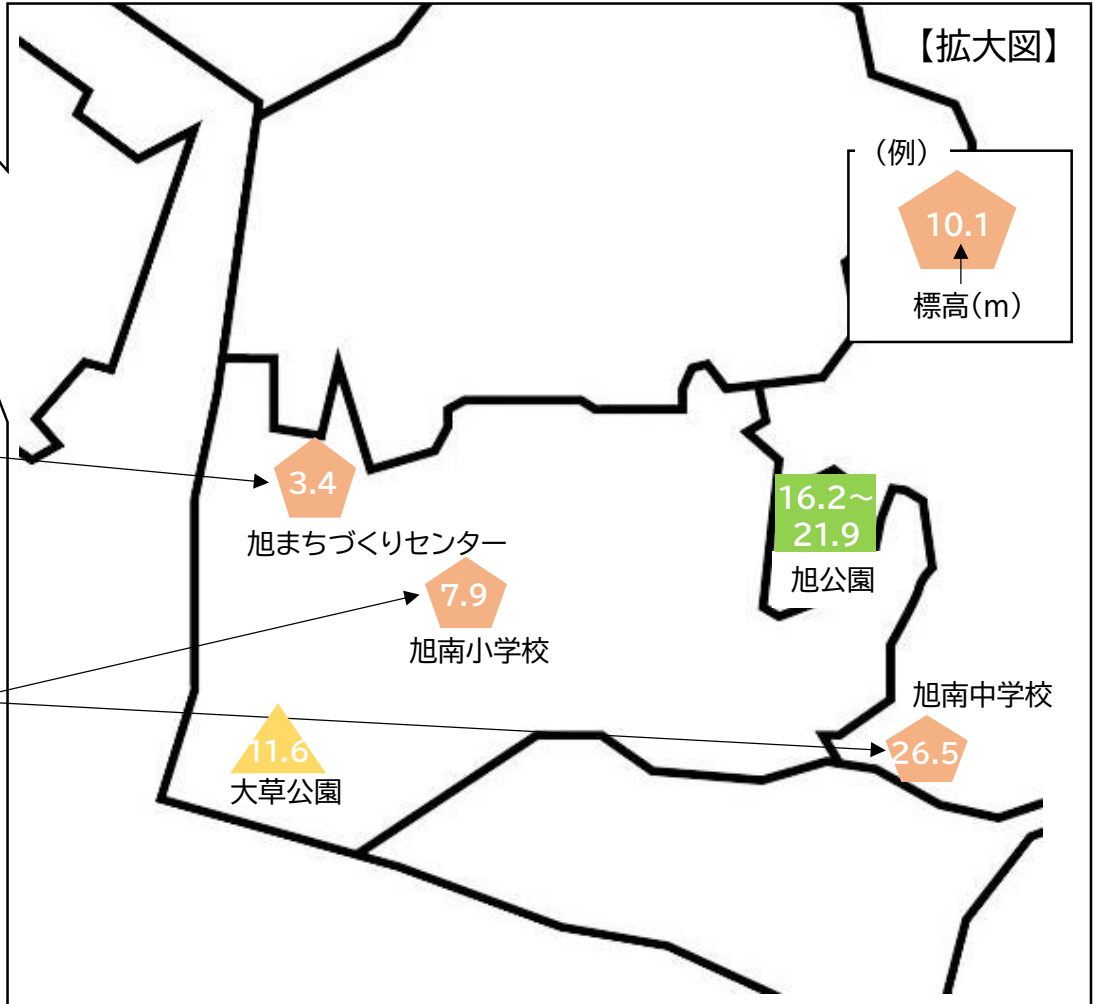 【拡大図】
（例）
10.1
標高(m)
3.4
旭まちづくりセンター
16.2～
21.9
旭公園
7.9
旭南小学校
旭南中学校
26.5
11.6
大草公園